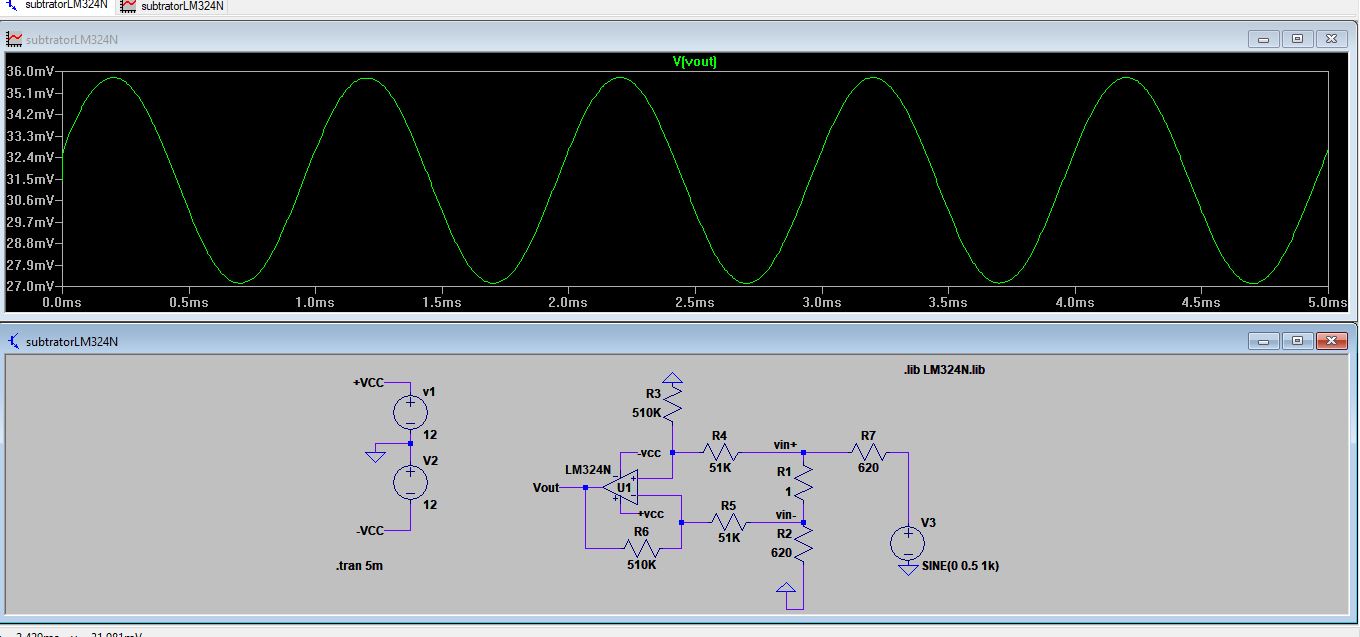 subtratorLM324N subtratorLM324N
subtratorLM324N
V(vout)
36.0mV
35.1mV
34.2mV
33.3mV
32.4mV
31.5mV
30.6mV
29.7mV
28.8mV
27.9mV
27.0mV
0.0ms 0.5ms 1.0ms 1.5ms 2.0ms 2.5ms 3.0ms 3.5ms 4.0ms 4.5ms 5.0ms
subtratorLM324N
.lib LM324N.lib
+VCC
v1
12
V2
12
-VCC
.tran 5m
R3
510K
-vcc
R4
51K
vin+
R7
620
LM324N
U1
Vout
R1
1
+vcc
R5
51K
vin-
R6
510K
R2
620
V3
SINE(0 0.5 1k)